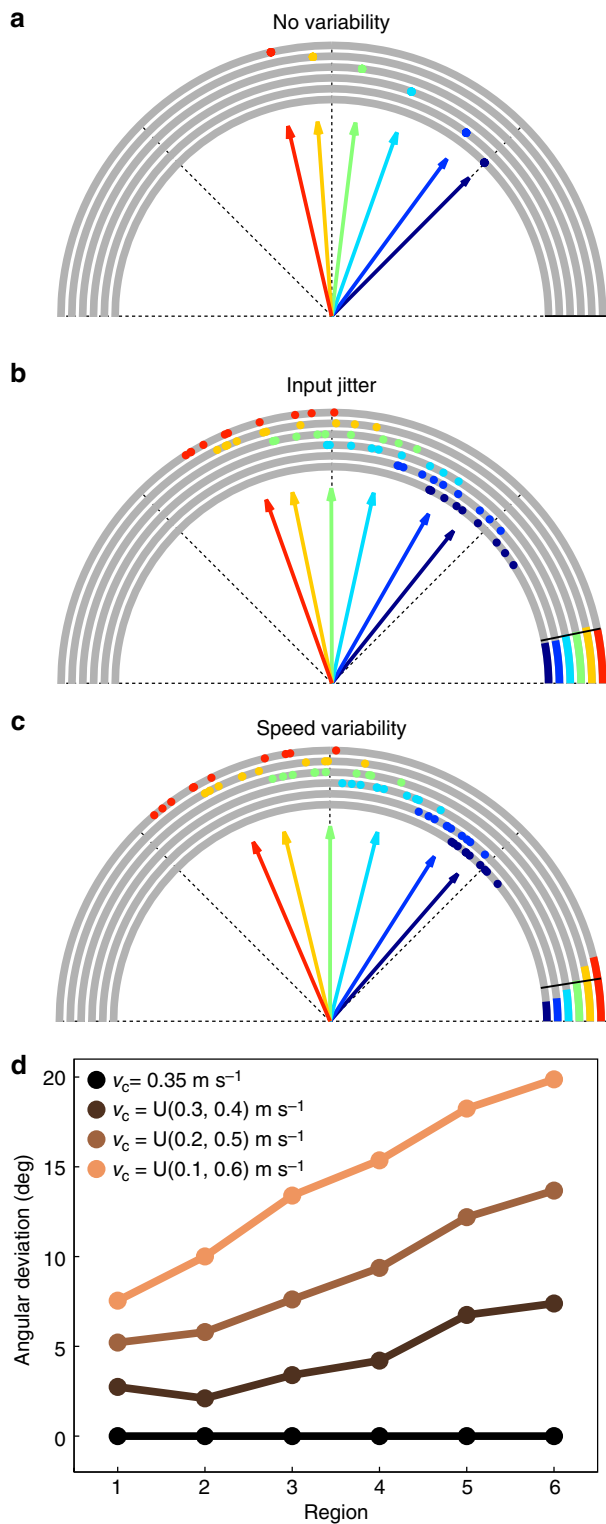 a
No variability
b
Input jitter
c
Speed variability
d
20
15
10
5
0
Angular deviation (deg)
v_c = 0.35 m s⁻¹
v_c = U(0.3, 0.4) m s⁻¹
v_c = U(0.2, 0.5) m s⁻¹
v_c = U(0.1, 0.6) m s⁻¹
1 2 3 4 5 6
Region